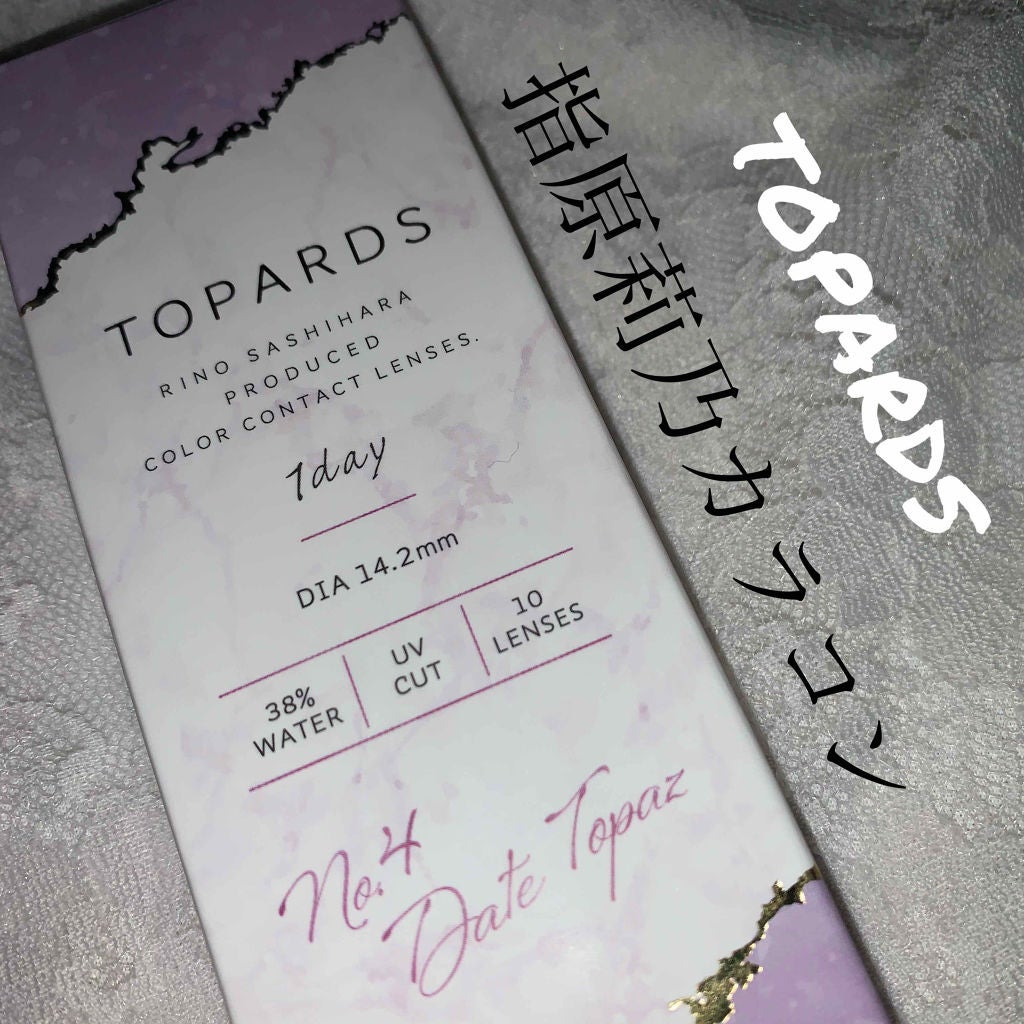 TOPARDS
RINO SASHIHARA
PRODUCED
COLOR CONTACT LENSES.
1day
DIA 14.2mm
38%
WATER
UV
CUT
10
LENSES
No.4
Date Topaz
指原莉乃カラコン
TOPARDS